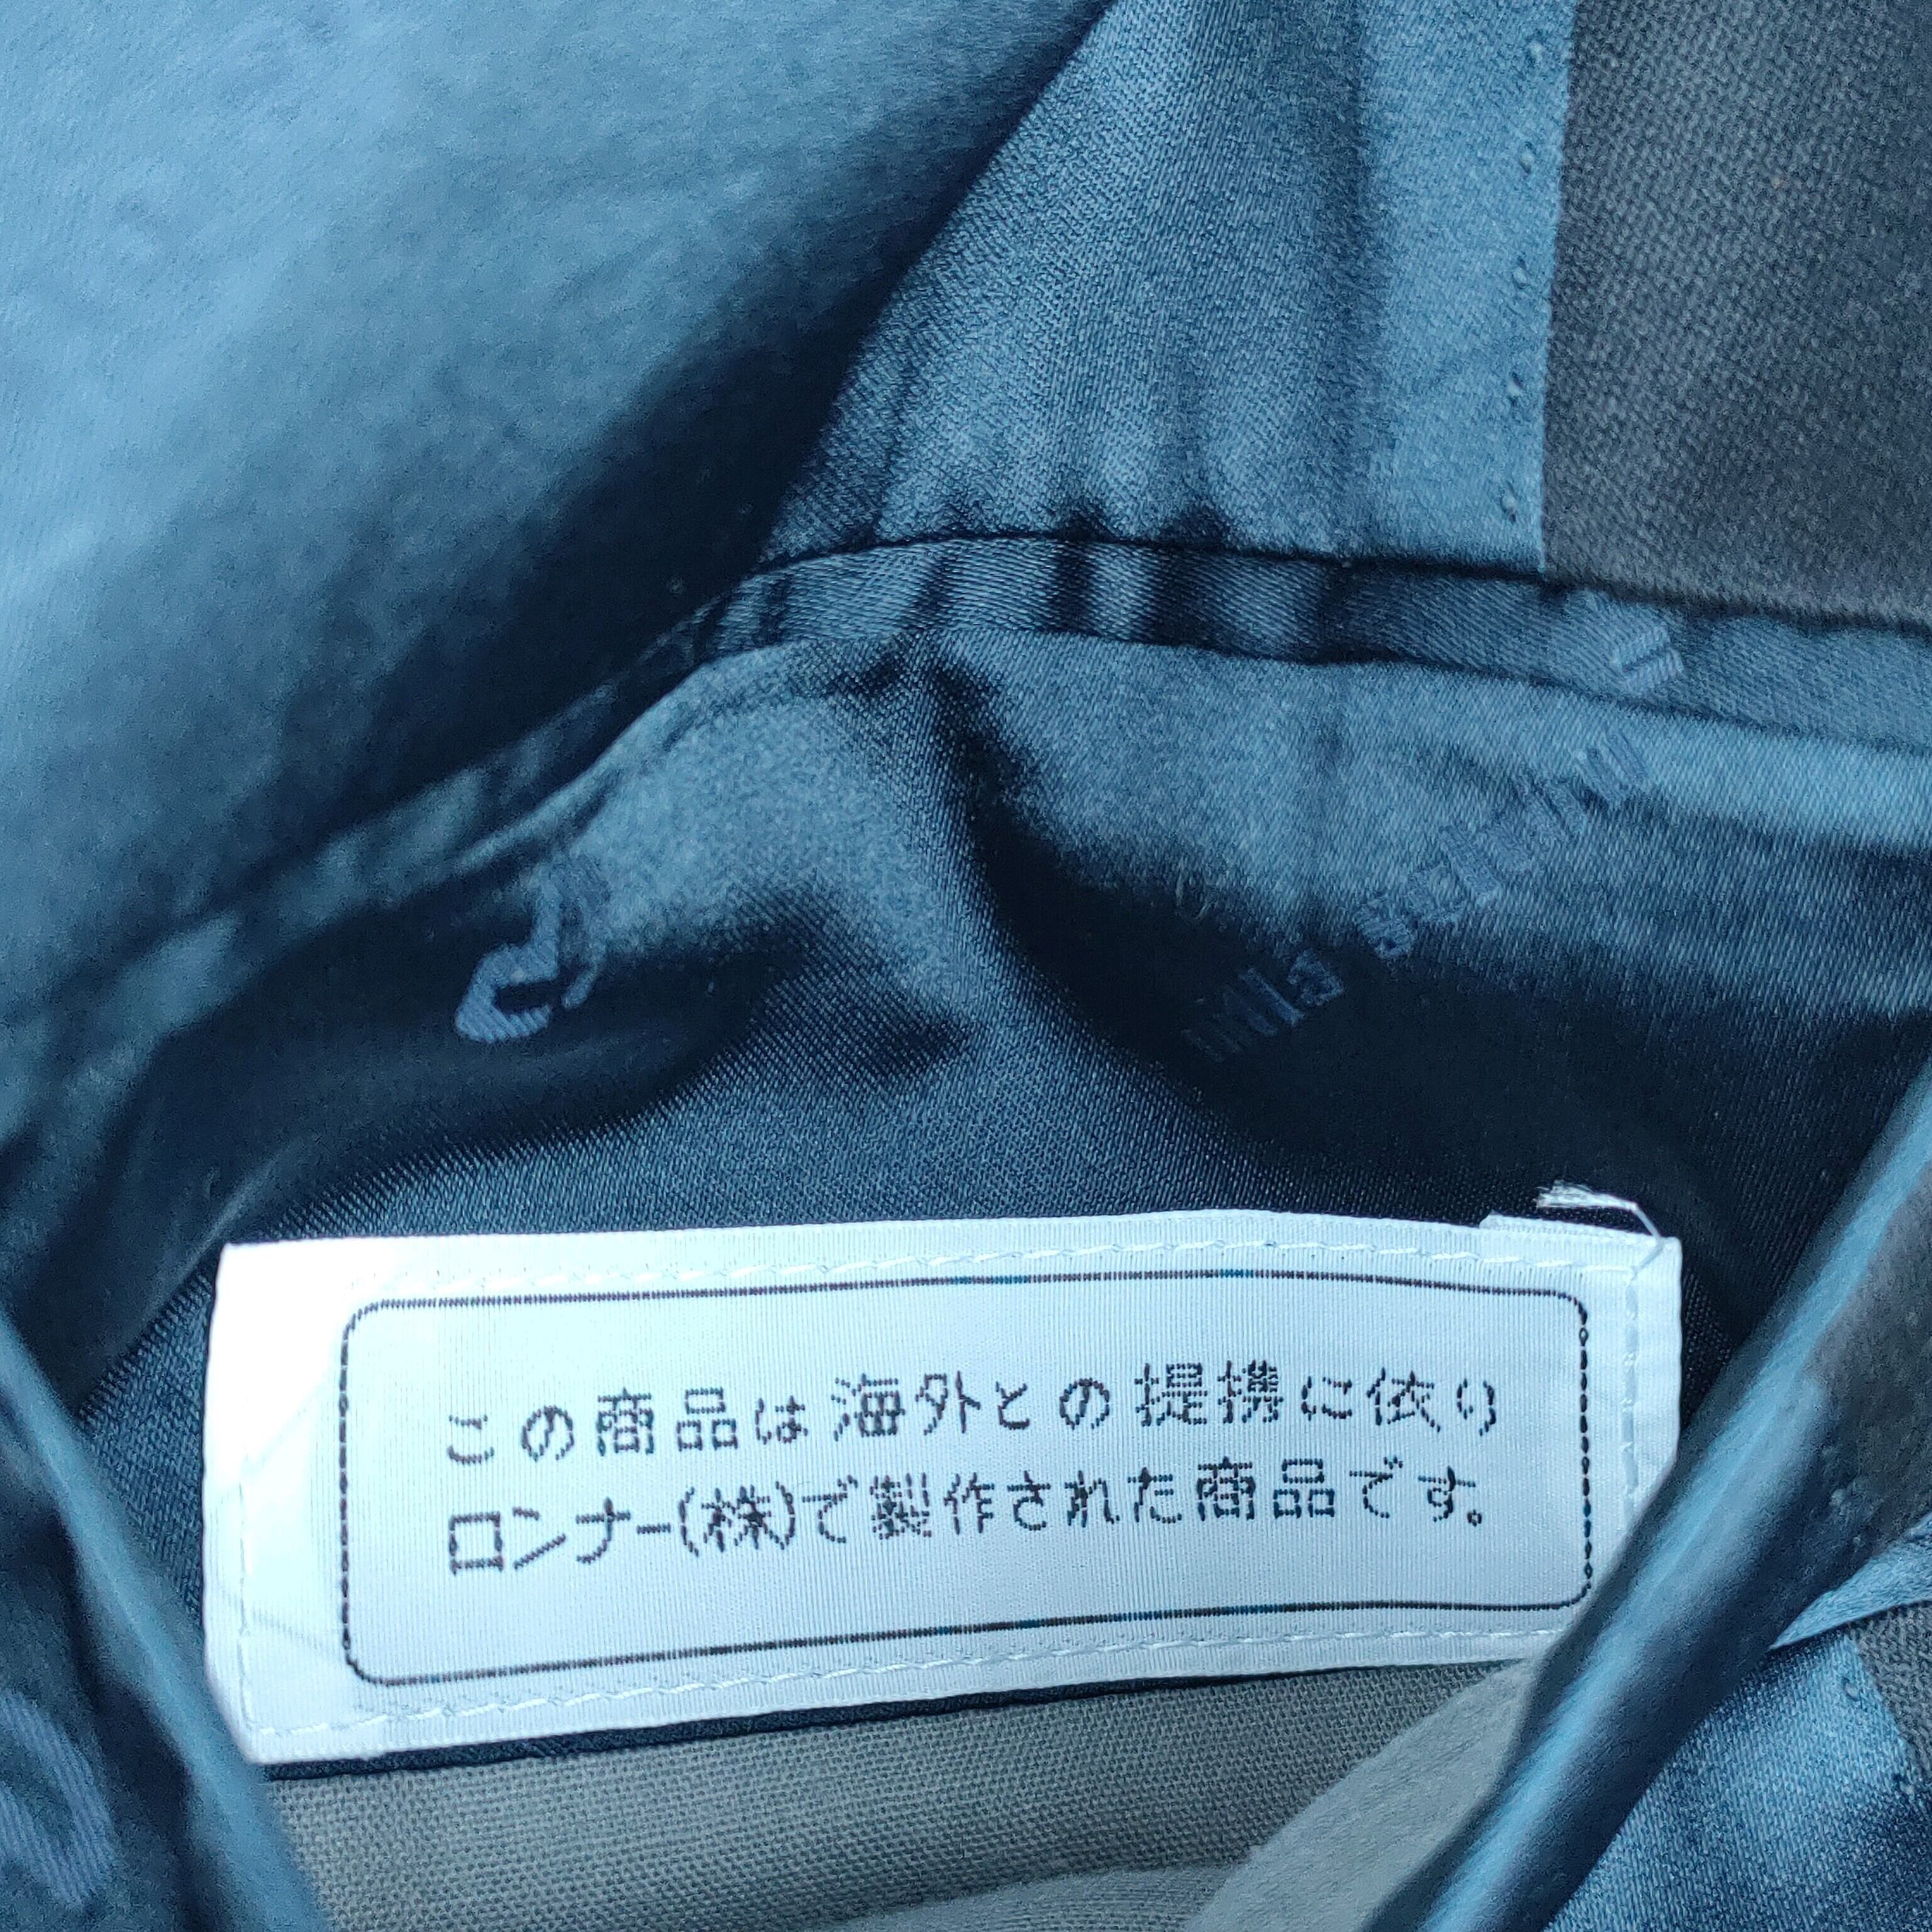 この商品は海外との提携に依り
ロンナー(株)で製作された商品です。